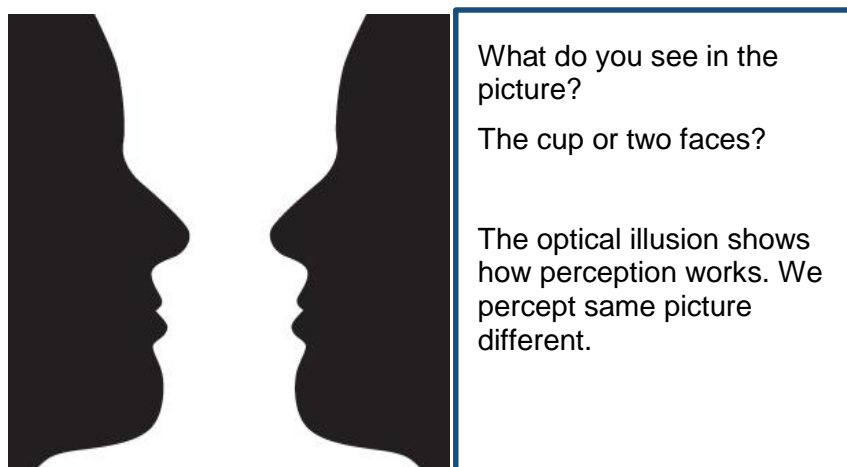 What do you see in the
picture?
The cup or two faces?
The optical illusion shows
how perception works. We
percept same picture
different.